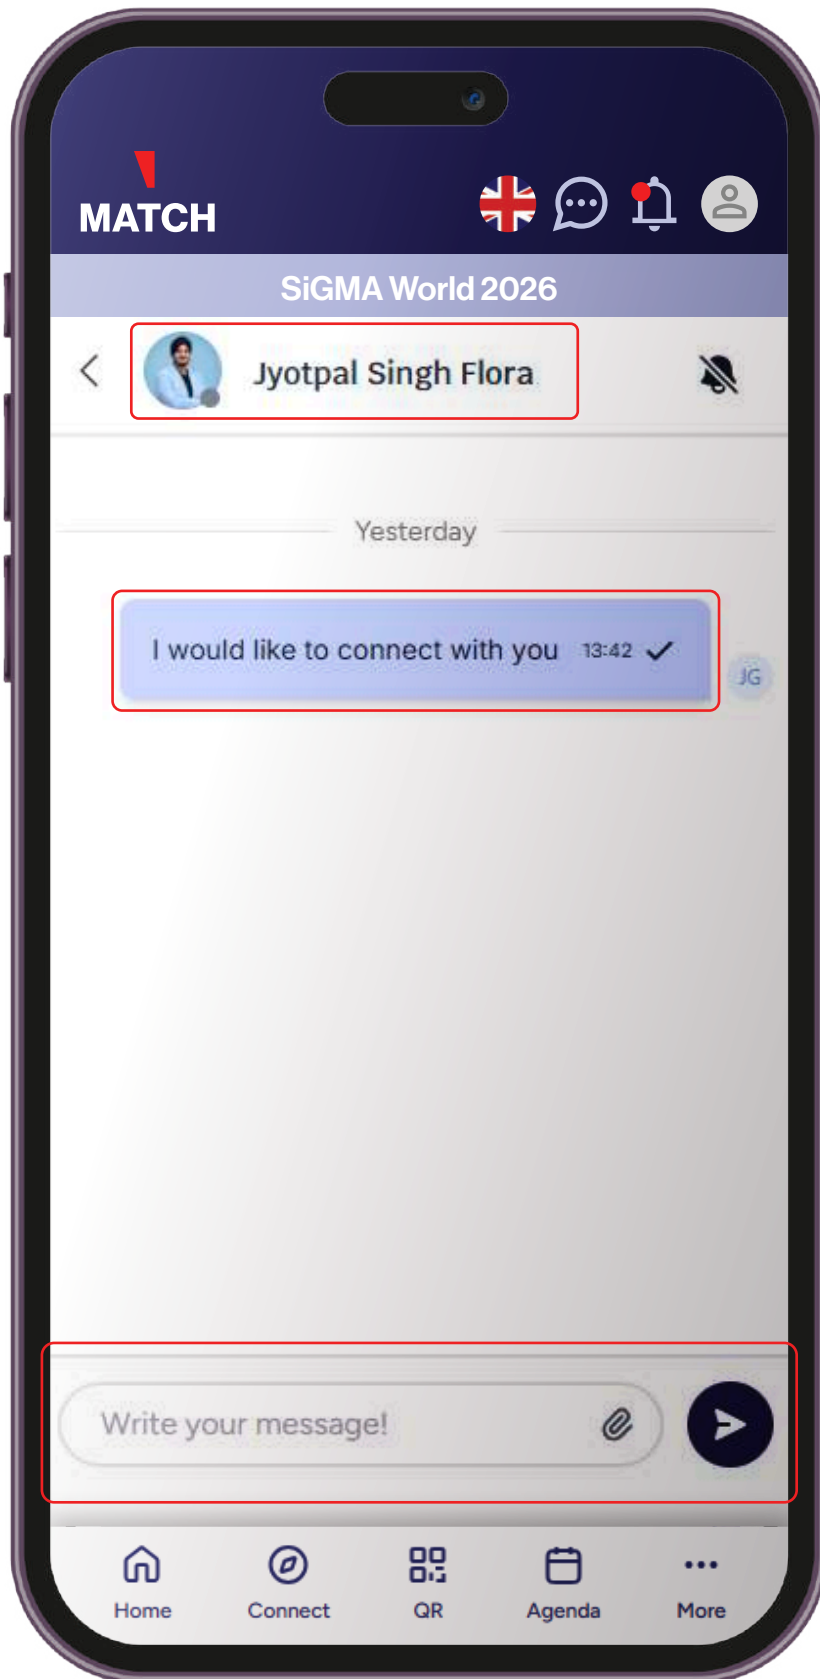 MATCH
SiGMA World 2026
Jyotpal Singh Flora
Yesterday
I would like to connect with you 13:42
JG
Write your message!
Home Connect QR Agenda More